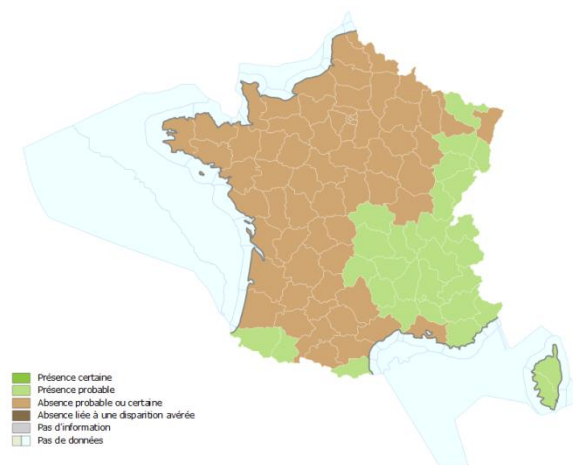 Présence certaine
Présence probable
Absence probable ou certaine
Absence liée à une disparition avérée
Pas d'information
Pas de données